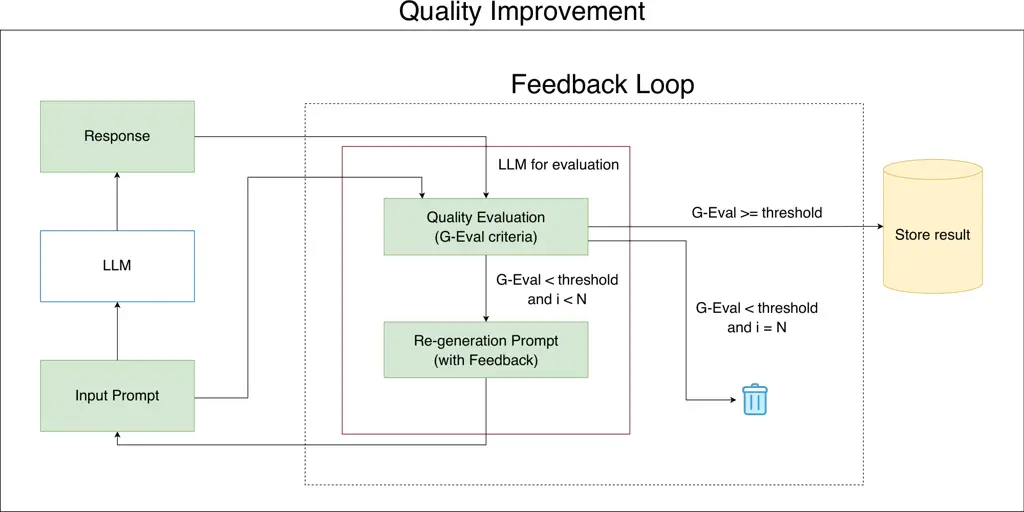 Quality Improvement
Feedback Loop
Response
LLM for evaluation
Quality Evaluation
(G-Eval criteria)
G-Eval >= threshold
Store result
LLM
G-Eval < threshold
and i < N
G-Eval < threshold
and i = N
Re-generation Prompt
(with Feedback)
Input Prompt